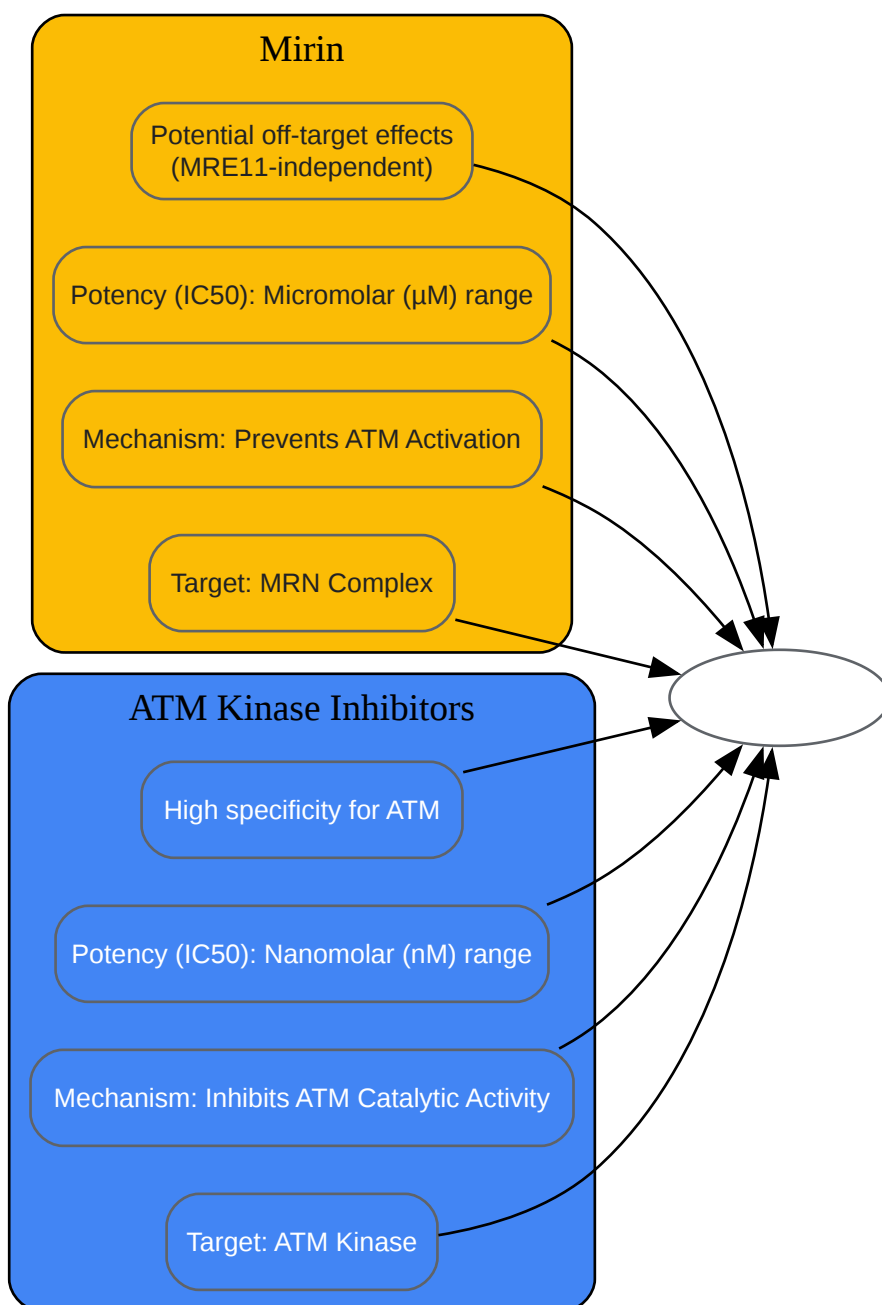 Mirin
Potential off-target effects
(MRE11-independent)
Potency (IC50): Micromolar (µM) range
Mechanism: Prevents ATM Activation
Target: MRN Complex
ATM Kinase Inhibitors
High specificity for ATM
Potency (IC50): Nanomolar (nM) range
Mechanism: Inhibits ATM Catalytic Activity
Target: ATM Kinase